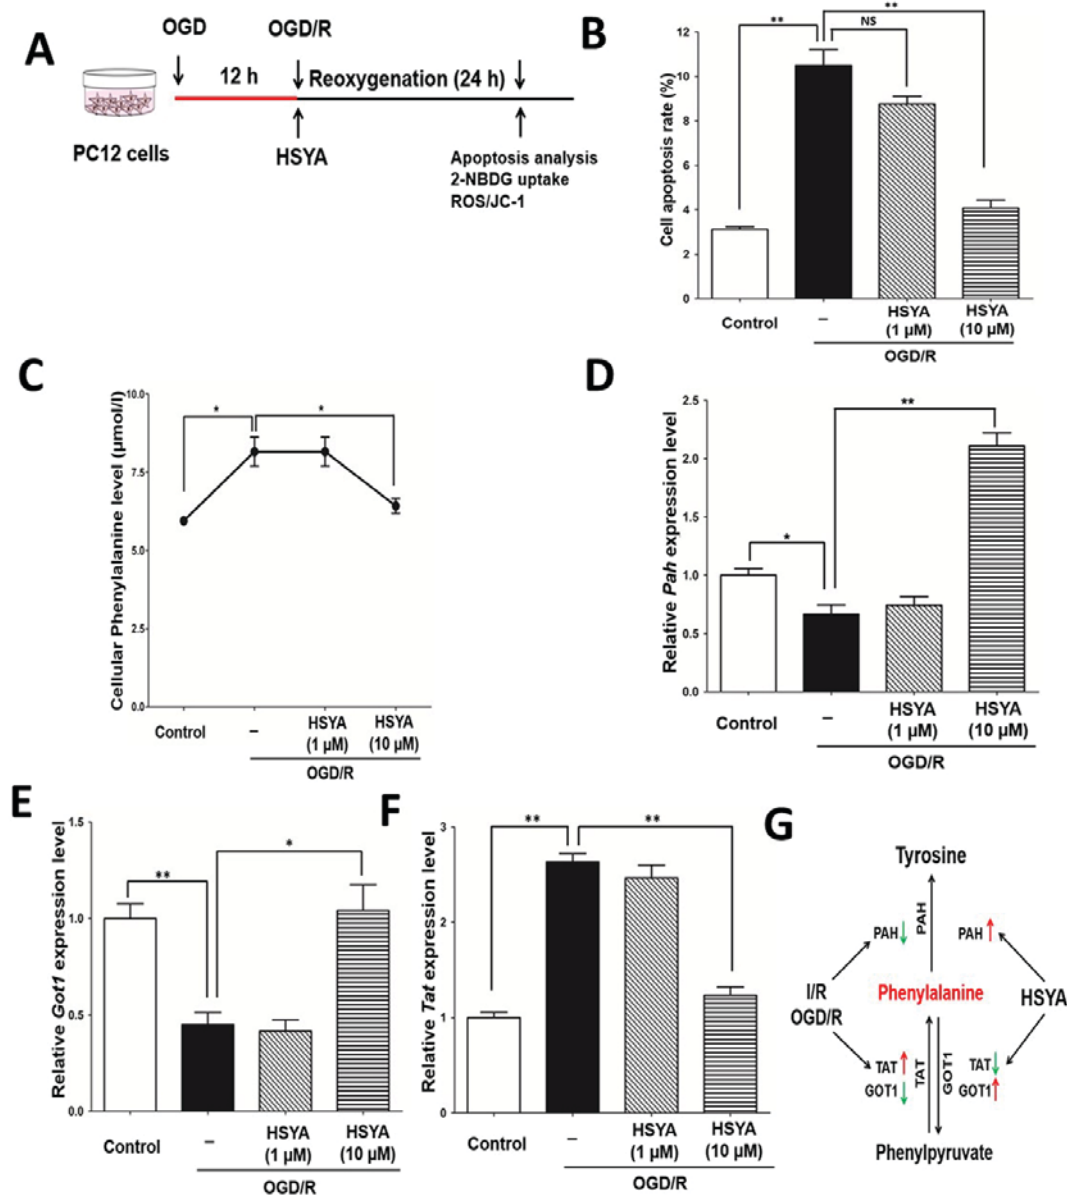 A
OGD
OGD/R
12 h
Reoxygenation (24 h)
PC12 cells
HSYA
Apoptosis analysis
2-NBDG uptake
ROS/JC-1
B
Cell apoptosis rate (%)
12
10
8
6
4
2
0
**
**
NS
Control
–
HSYA
(1 µM)
HSYA
(10 µM)
OGD/R
C
Cellular Phenylalanine level (µmol/l)
10.0
7.5
5.0
2.5
0.0
*
*
Control
–
HSYA
(1 µM)
HSYA
(10 µM)
OGD/R
D
Relative Pah expression level
2.5
2.0
1.5
1.0
0.5
0.0
*
**
Control
–
HSYA
(1 µM)
HSYA
(10 µM)
OGD/R
E
Relative Got1 expression level
1.5
1.0
0.5
0.0
**
*
Control
–
HSYA
(1 µM)
HSYA
(10 µM)
OGD/R
F
Relative Tat expression level
3
2
1
0
**
**
Control
–
HSYA
(1 µM)
HSYA
(10 µM)
OGD/R
G
Tyrosine
PAH
PAH
PAH
I/R
OGD/R
Phenylalanine
HSYA
TAT
GOT1
TAT
GOT1
TAT
GOT1
Phenylpyruvate